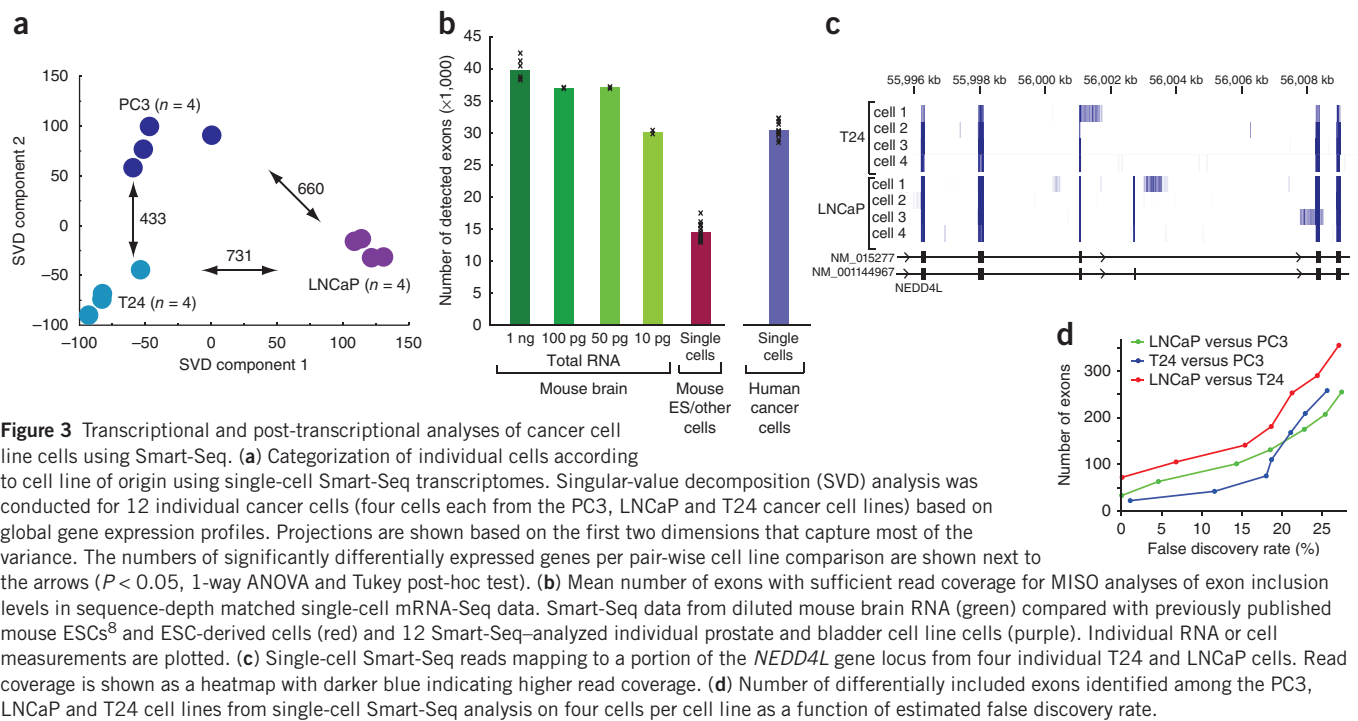 a
SVD component 2
150
100
50
0
−50
−100
−100
−50
0
50
100
150
SVD component 1
PC3 (n = 4)
660
433
731
LNCaP (n = 4)
T24 (n = 4)
b
Number of detected exons (×1,000)
45
40
35
30
25
20
15
10
5
0
1 ng 100 pg 50 pg 10 pg
Total RNA
Mouse brain
Single cells
Mouse ES/other cells
Single cells
Human cancer cells
c
55,996 kb 55,998 kb 56,000 kb 56,002 kb 56,004 kb 56,006 kb 56,008 kb
T24
cell 1
cell 2
cell 3
cell 4
LNCaP
cell 1
cell 2
cell 3
cell 4
NM_015277
NM_001144967
NEDD4L
d
LNCaP versus PC3
T24 versus PC3
LNCaP versus T24
Number of exons
300
200
100
0
0 5 10 15 20 25
False discovery rate (%)
Figure 3 Transcriptional and post-transcriptional analyses of cancer cell
line cells using Smart-Seq. (a) Categorization of individual cells according
to cell line of origin using single-cell Smart-Seq transcriptomes. Singular-value decomposition (SVD) analysis was
conducted for 12 individual cancer cells (four cells each from the PC3, LNCaP and T24 cancer cell lines) based on
global gene expression profiles. Projections are shown based on the first two dimensions that capture most of the
variance. The numbers of significantly differentially expressed genes per pair-wise cell line comparison are shown next to
the arrows (P < 0.05, 1-way ANOVA and Tukey post-hoc test). (b) Mean number of exons with sufficient read coverage for MISO analyses of exon inclusion
levels in sequence-depth matched single-cell mRNA-Seq data. Smart-Seq data from diluted mouse brain RNA (green) compared with previously published
mouse ESCs8 and ESC-derived cells (red) and 12 Smart-Seq–analyzed individual prostate and bladder cell line cells (purple). Individual RNA or cell
measurements are plotted. (c) Single-cell Smart-Seq reads mapping to a portion of the NEDD4L gene locus from four individual T24 and LNCaP cells. Read
coverage is shown as a heatmap with darker blue indicating higher read coverage. (d) Number of differentially included exons identified among the PC3,
LNCaP and T24 cell lines from single-cell Smart-Seq analysis on four cells per cell line as a function of estimated false discovery rate.